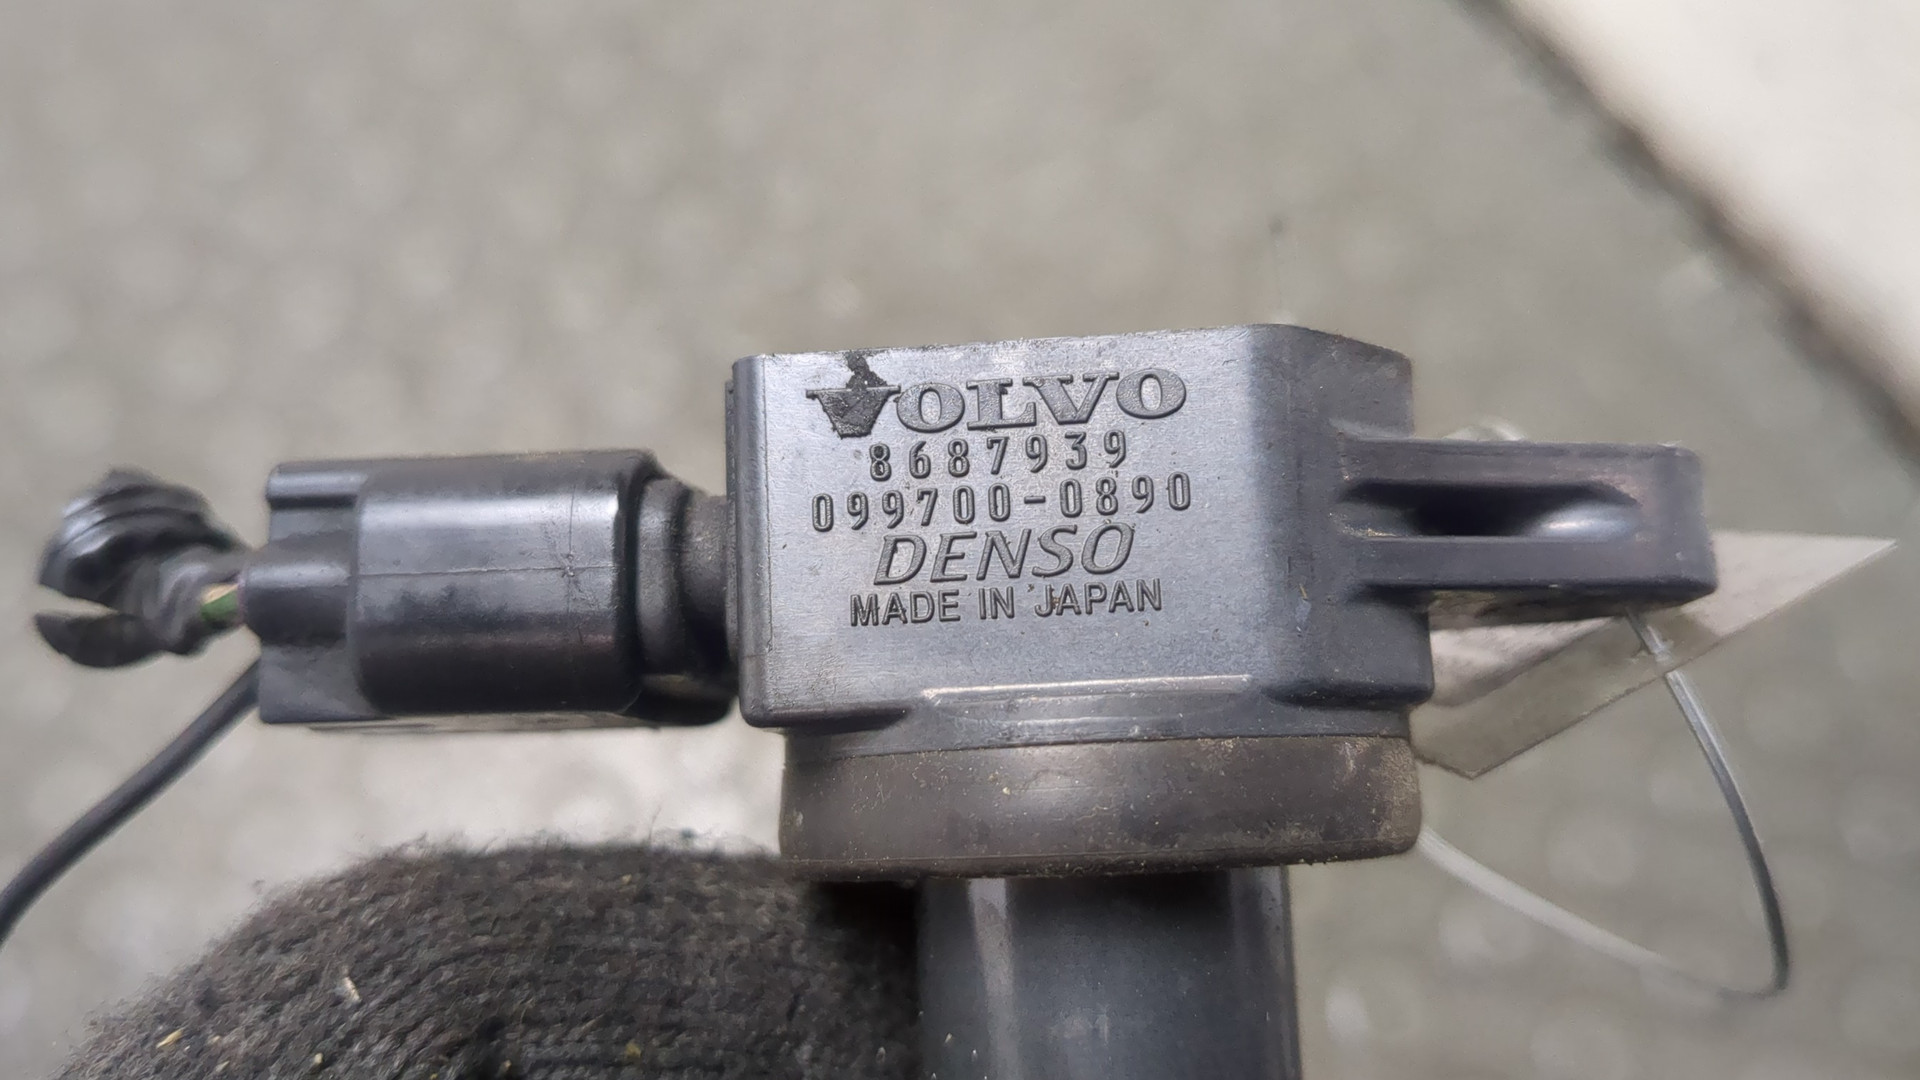 VOLVO
8687939
099700-0890
DENSO
MADE IN JAPAN